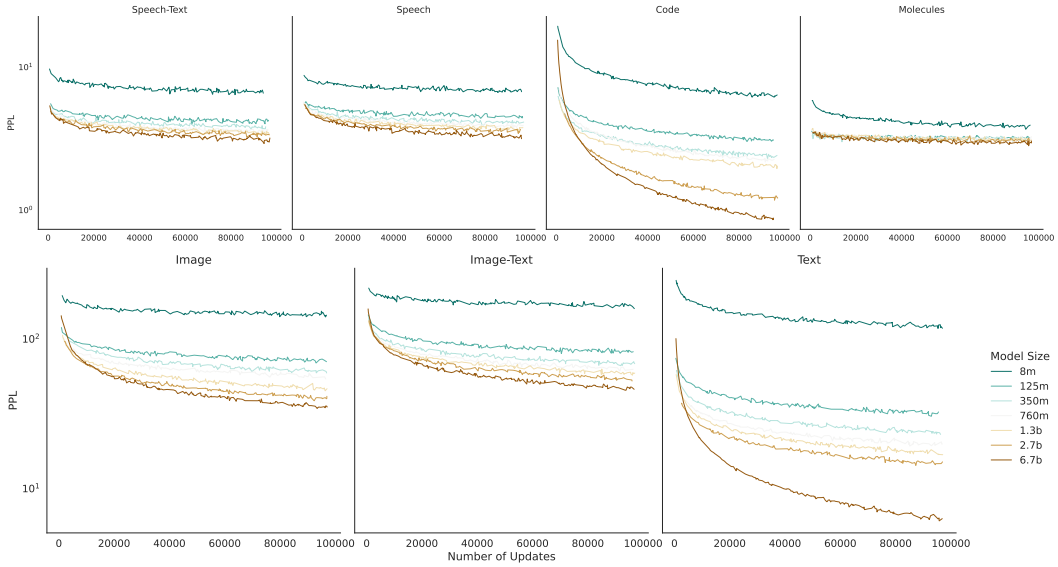 Speech-Text Speech Code Molecules
PPL
10¹
10⁰
0 20000 40000 60000 80000 100000 0 20000 40000 60000 80000 100000 0 20000 40000 60000 80000 100000 0 20000 40000 60000 80000 100000
Image Image-Text Text
PPL
10²
10¹
0 20000 40000 60000 80000 100000 0 20000 40000 60000 80000 100000 0 20000 40000 60000 80000 100000
Number of Updates
Model Size
8m
125m
350m
760m
1.3b
2.7b
6.7b